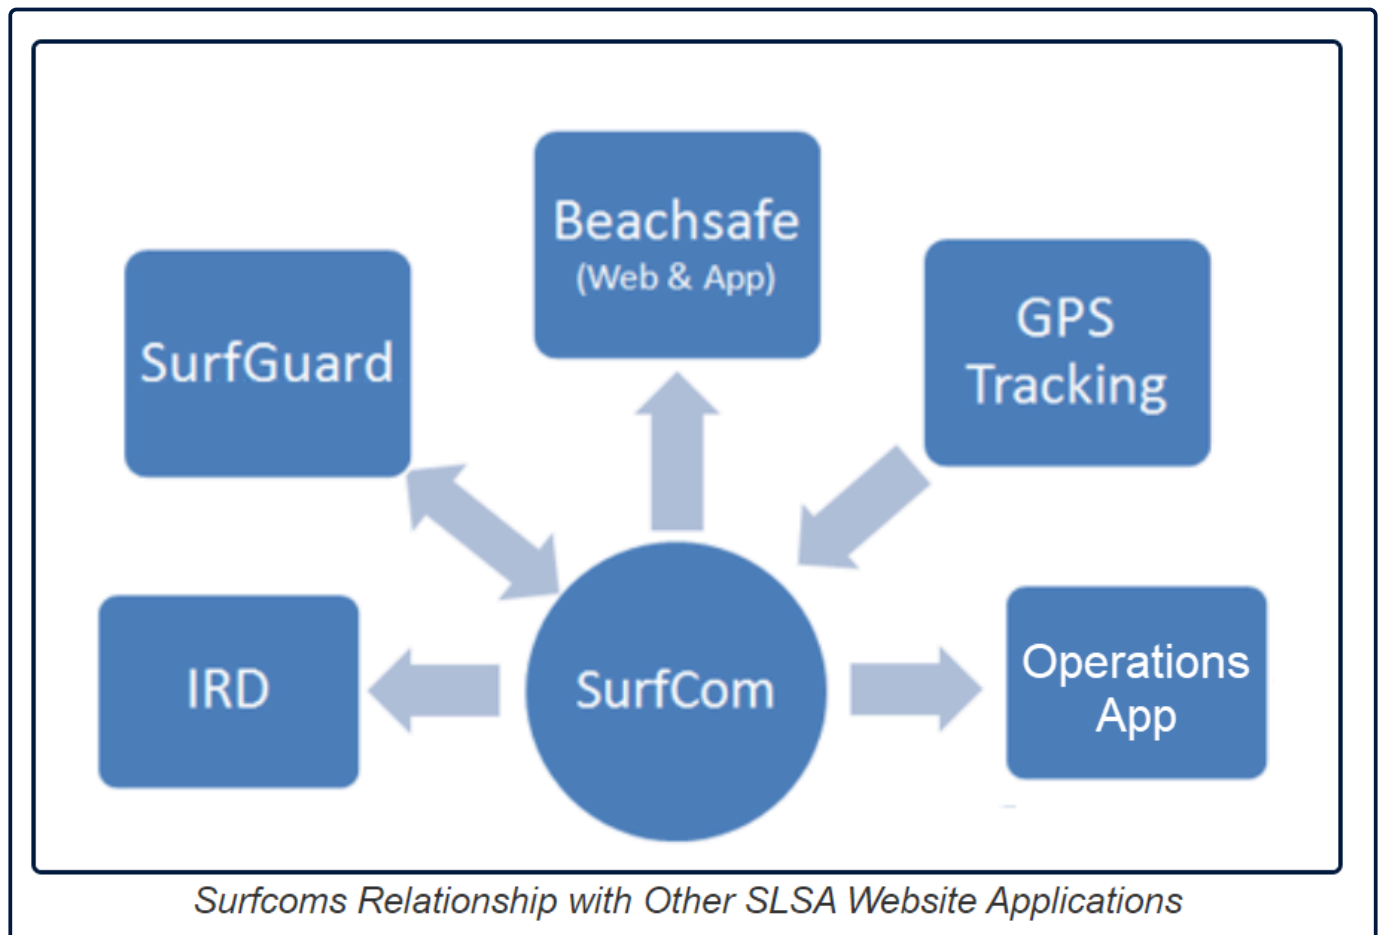 Beachsafe
(Web & App)
SurfGuard
GPS
Tracking
IRD
SurfCom
Operations
App
Surfcoms Relationship with Other SLSA Website Applications